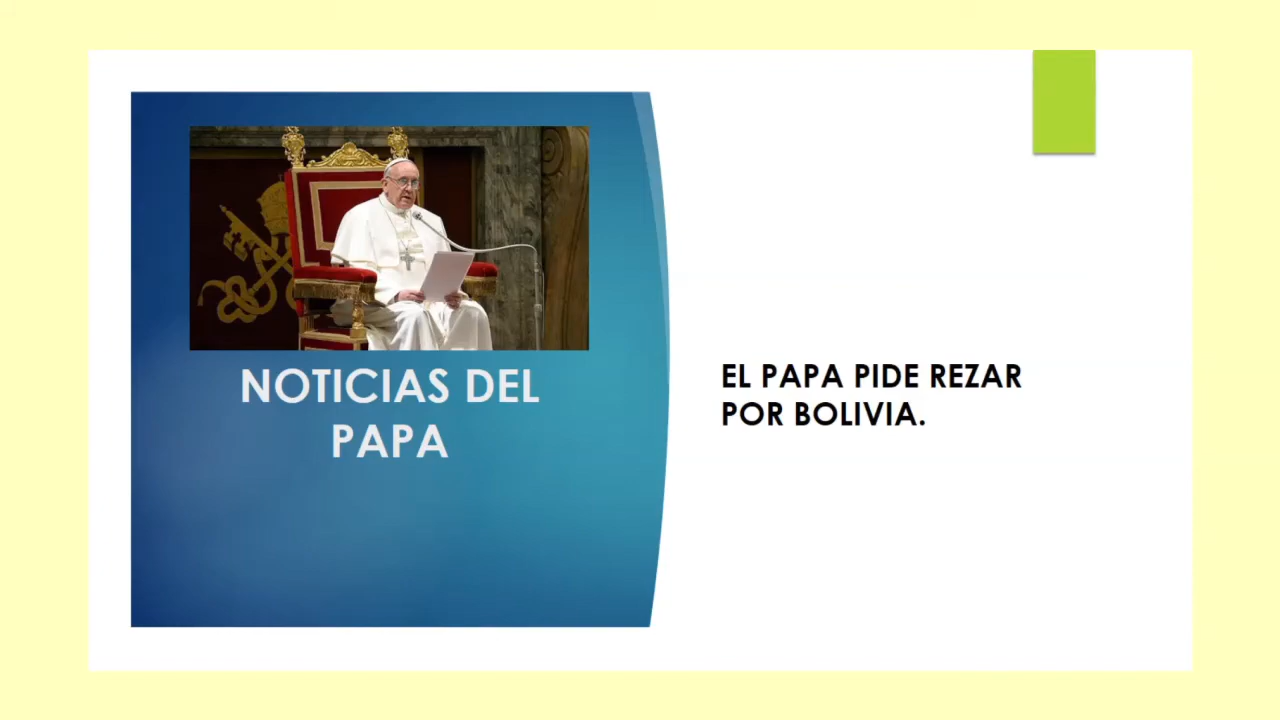 NOTICIAS DEL
PAPA
EL PAPA PIDE REZAR
POR BOLIVIA.